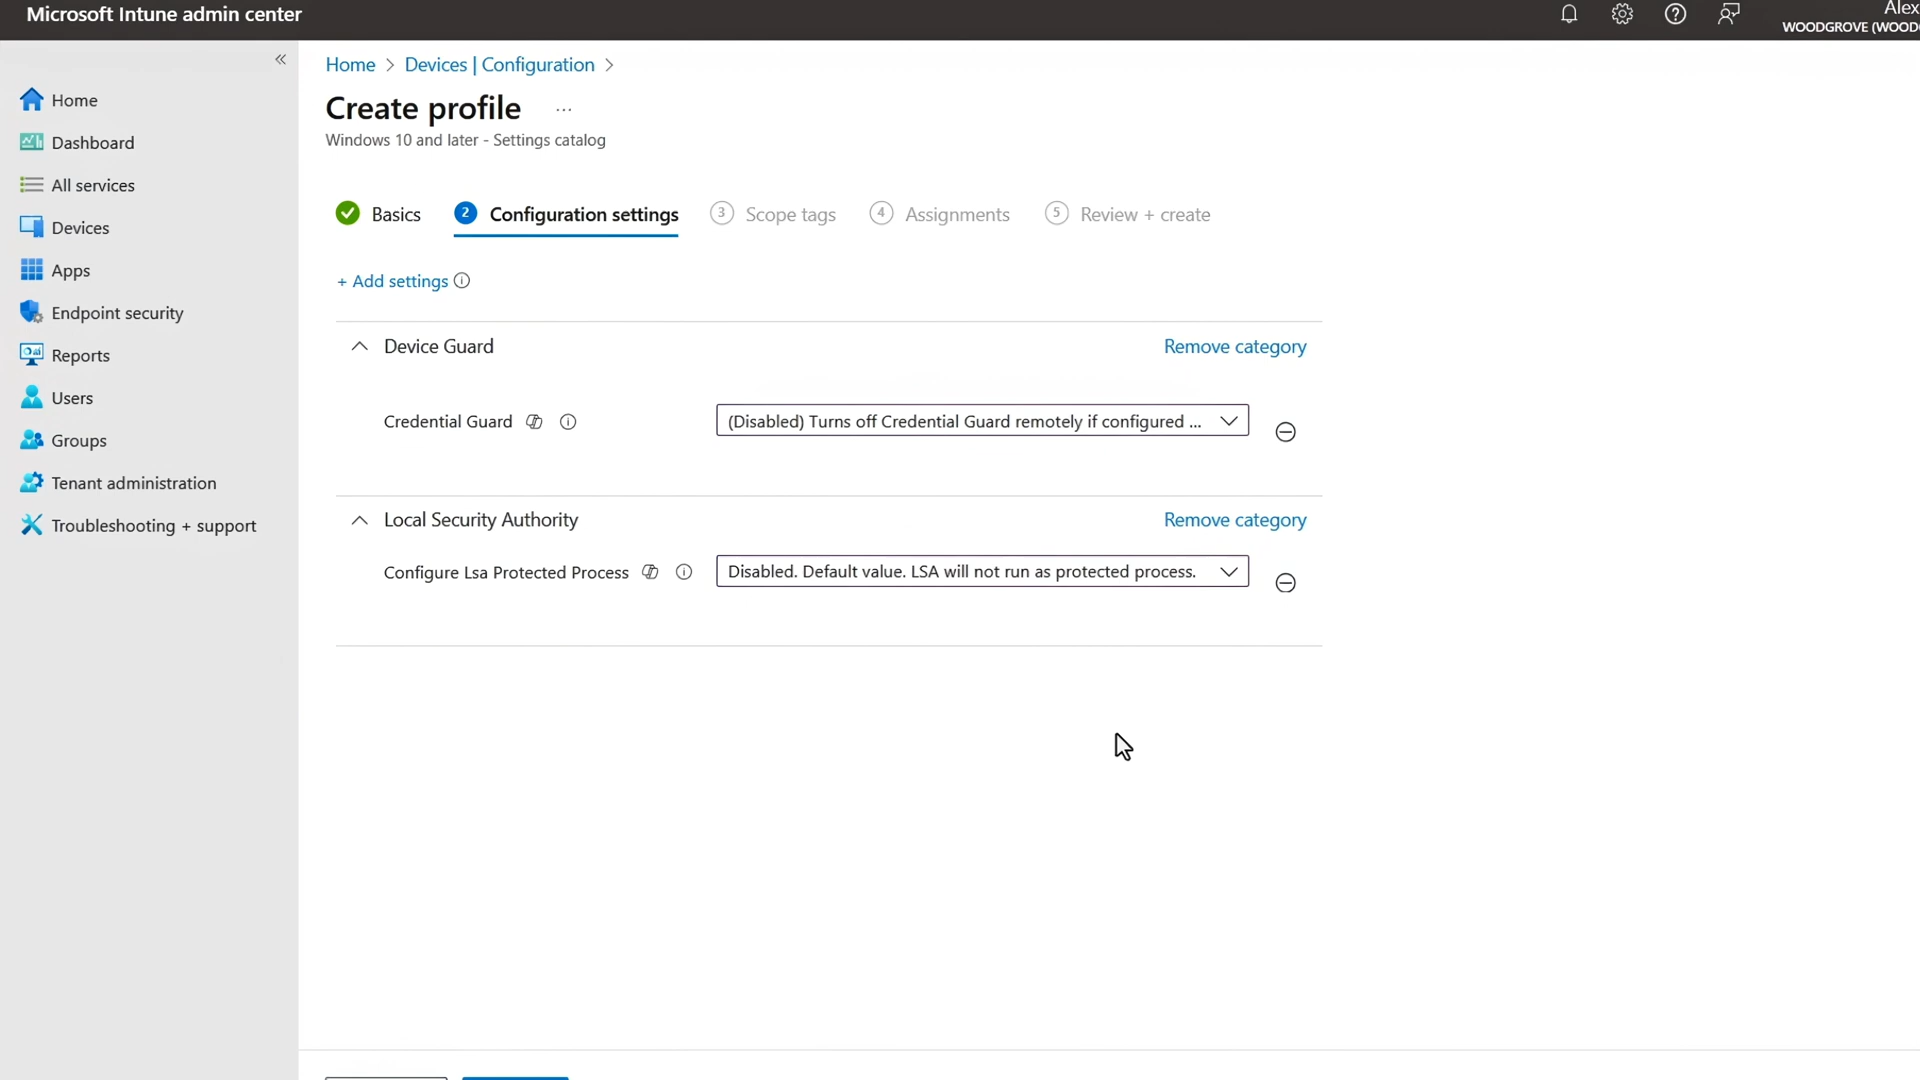 Microsoft Intune admin center
Alex
WOODGROVE (WOOD
Home
Dashboard
All services
Devices
Apps
Endpoint security
Reports
Users
Groups
Tenant administration
Troubleshooting + support
Home > Devices | Configuration >
Create profile ...
Windows 10 and later - Settings catalog
Basics
2 Configuration settings
3 Scope tags
4 Assignments
5 Review + create
+ Add settings
Device Guard
Remove category
Credential Guard
(Disabled) Turns off Credential Guard remotely if configured ...
Local Security Authority
Remove category
Configure Lsa Protected Process
Disabled. Default value. LSA will not run as protected process.